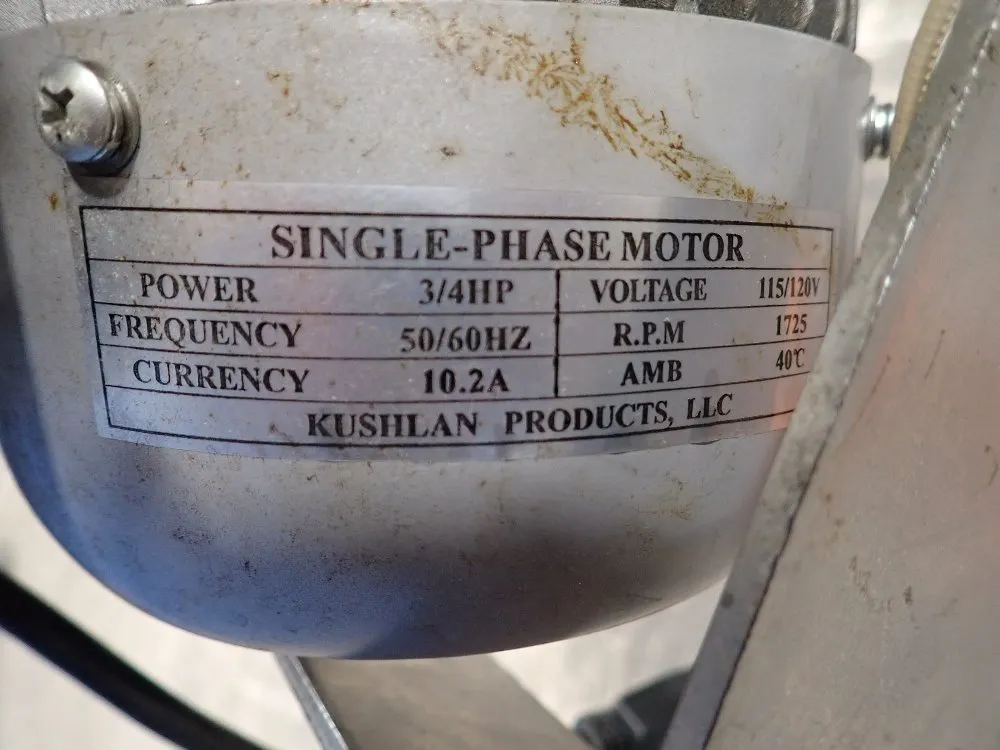 SINGLE-PHASE MOTOR
POWER 3/4HP VOLTAGE 115/120V
FREQUENCY 50/60HZ R.P.M 1725
CURRENCY 10.2A AMB 40℃
KUSHLAN PRODUCTS, LLC